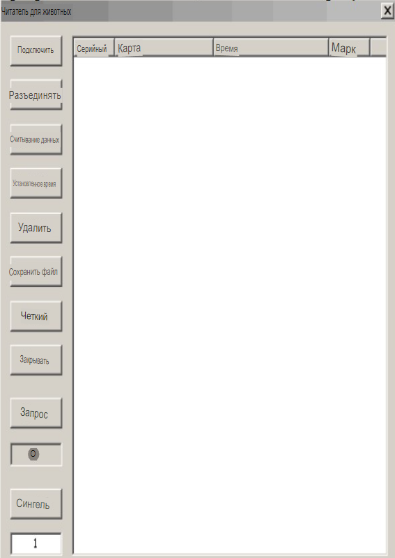 Читатель для животных
Подключить
Серийный Карта Время Марк
Разъединять
Считывание данных
Установленное время
Удалить
Сохранить файл
Четкий
Закрывать
Запрос
Сингель
1